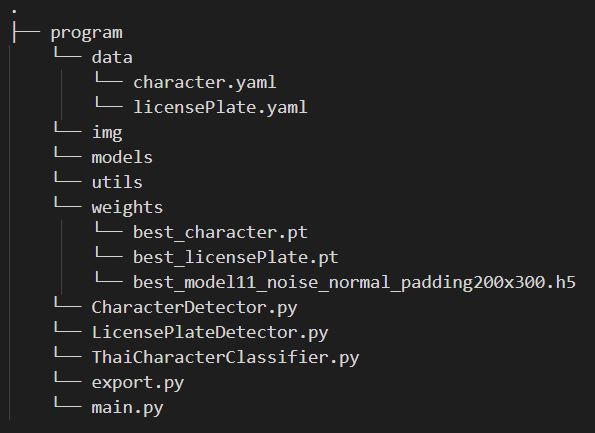 .
├── program
    └── data
        └── character.yaml
        └── licensePlate.yaml
    └── img
    └── models
    └── utils
    └── weights
        └── best_character.pt
        └── best_licensePlate.pt
        └── best_model11_noise_normal_padding200x300.h5
    └── CharacterDetector.py
    └── LicensePlateDetector.py
    └── ThaiCharacterClassifier.py
    └── export.py
    └── main.py